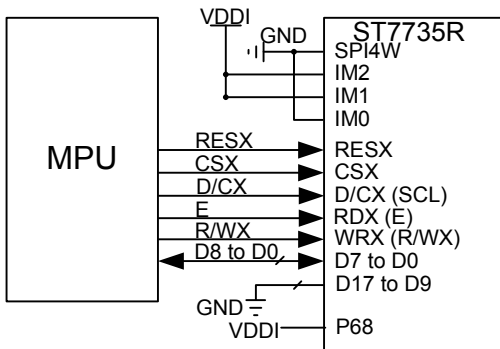 VDDI
GND
ST7735R
SPI4W
IM2
IM1
IM0
MPU
RESX
RESX
CSX
CSX
D/CX
D/CX (SCL)
E
RDX (E)
R/WX
WRX (R/WX)
D8 to D0
D7 to D0
D17 to D9
GND
VDDI
P68